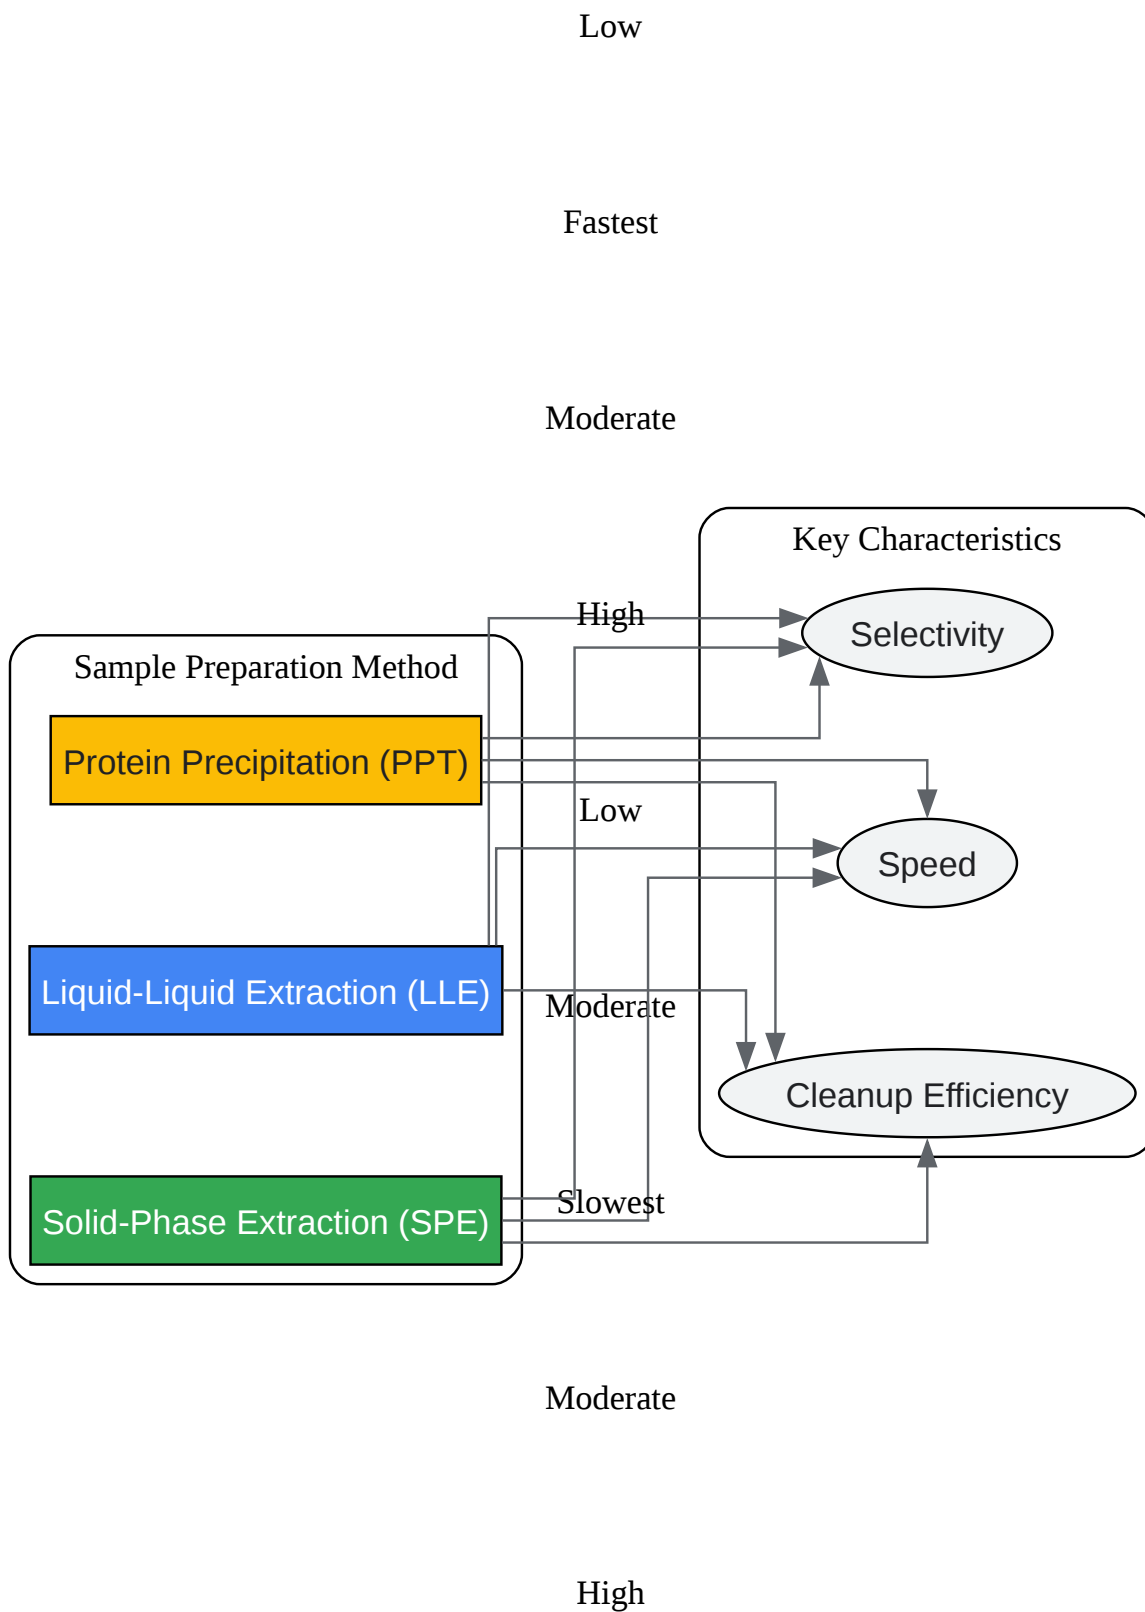 Low
Fastest
Moderate
Key Characteristics
High
Selectivity
Sample Preparation Method
Protein Precipitation (PPT)
Low
Speed
Liquid-Liquid Extraction (LLE)
Moderate
Cleanup Efficiency
Slowest
Solid-Phase Extraction (SPE)
Moderate
High